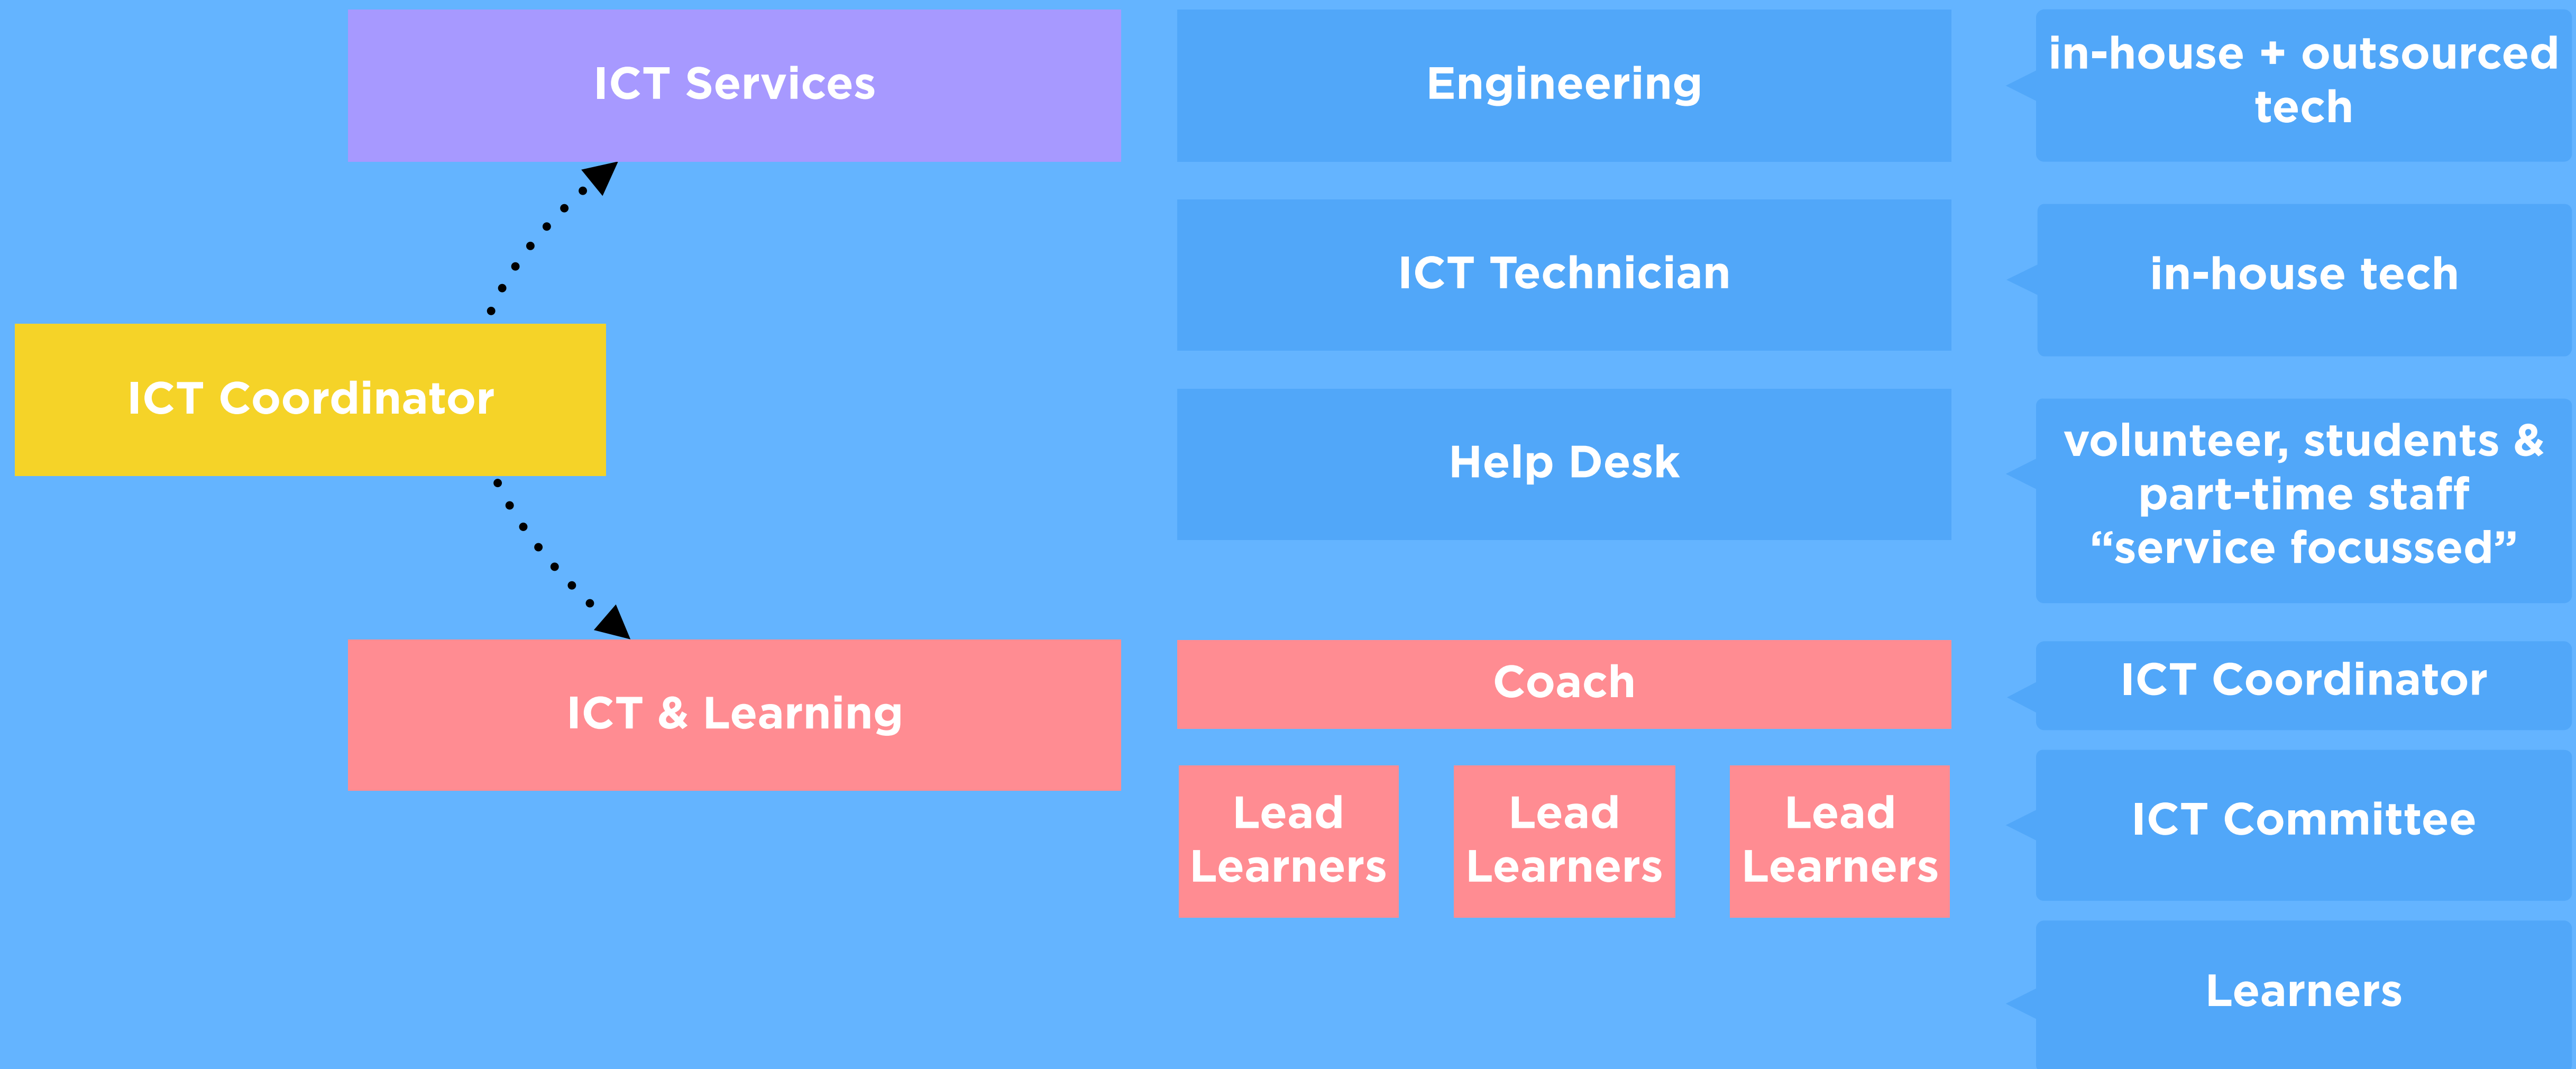 ICT Services
Engineering
in-house + outsourced
tech
ICT Technician
in-house tech
ICT Coordinator
Help Desk
volunteer, students &
part-time staff
“service focussed”
ICT & Learning
Coach
ICT Coordinator
Lead
Learners
Lead
Learners
Lead
Learners
ICT Committee
Learners